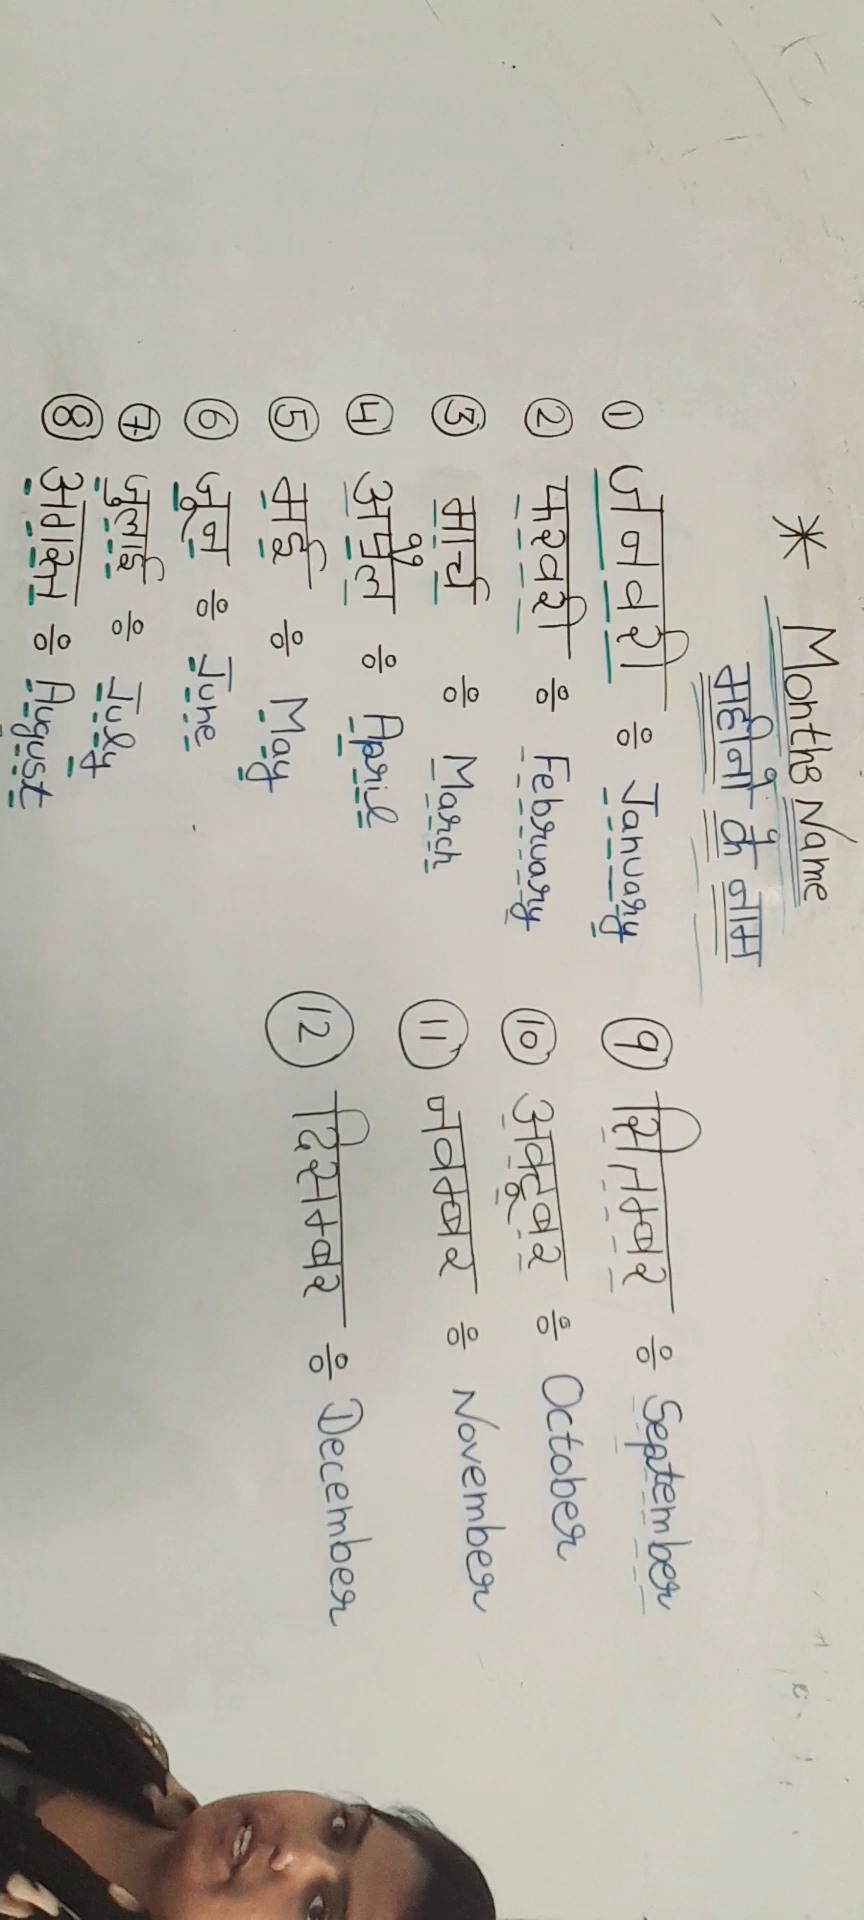 * Months Name
महीनो के नाम
① जनवरी ÷ January
② फरवरी ÷ February
③ मार्च ÷ March
④ अप्रैल ÷ April
⑤ मई ÷ May
⑥ जून ÷ June
⑦ जुलाई ÷ July
⑧ अगस्त ÷ August
⑨ सितम्बर ÷ September
⑩ अक्टूबर ÷ October
⑪ नवम्बर ÷ November
⑫ दिसम्बर ÷ December